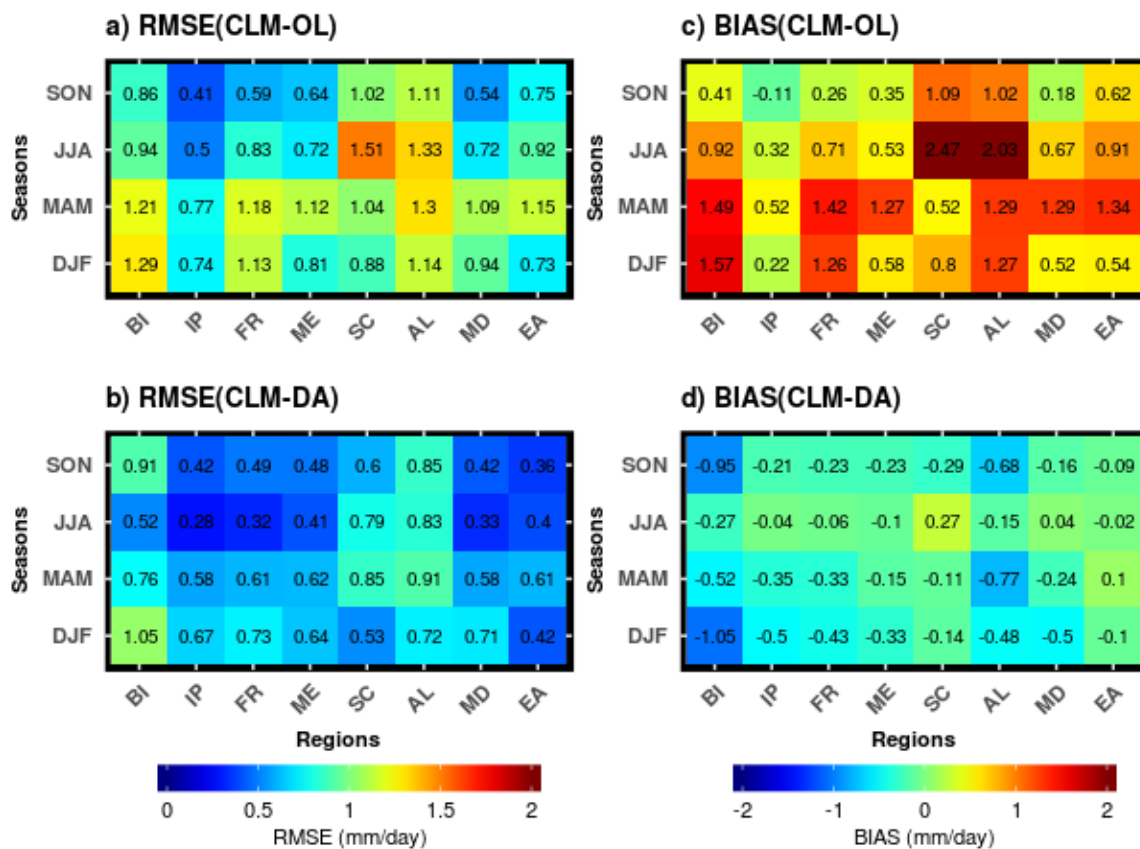 a) RMSE(CLM-OL)
Seasons
SON 0.86 0.41 0.59 0.64 1.02 1.11 0.54 0.75
JJA 0.94 0.5 0.83 0.72 1.51 1.33 0.72 0.92
MAM 1.21 0.77 1.18 1.12 1.04 1.3 1.09 1.15
DJF 1.29 0.74 1.13 0.81 0.88 1.14 0.94 0.73
BI IP FR ME SC AL MD EA
c) BIAS(CLM-OL)
Seasons
SON 0.41 -0.11 0.26 0.35 1.09 1.02 0.18 0.62
JJA 0.92 0.32 0.71 0.53 2.47 2.03 0.67 0.91
MAM 1.49 0.52 1.42 1.27 0.52 1.29 1.29 1.34
DJF 1.57 0.22 1.26 0.58 0.8 1.27 0.52 0.54
BI IP FR ME SC AL MD EA
b) RMSE(CLM-DA)
Seasons
SON 0.91 0.42 0.49 0.48 0.6 0.85 0.42 0.36
JJA 0.52 0.28 0.32 0.41 0.79 0.83 0.33 0.4
MAM 0.76 0.58 0.61 0.62 0.85 0.91 0.58 0.61
DJF 1.05 0.67 0.73 0.64 0.53 0.72 0.71 0.42
BI IP FR ME SC AL MD EA
Regions
0 0.5 1 1.5 2
RMSE (mm/day)
d) BIAS(CLM-DA)
Seasons
SON -0.95 -0.21 -0.23 -0.23 -0.29 -0.68 -0.16 -0.09
JJA -0.27 -0.04 -0.06 -0.1 0.27 -0.15 0.04 -0.02
MAM -0.52 -0.35 -0.33 -0.15 -0.11 -0.77 -0.24 0.1
DJF -1.05 -0.5 -0.43 -0.33 -0.14 -0.48 -0.5 -0.1
BI IP FR ME SC AL MD EA
Regions
-2 -1 0 1 2
BIAS (mm/day)